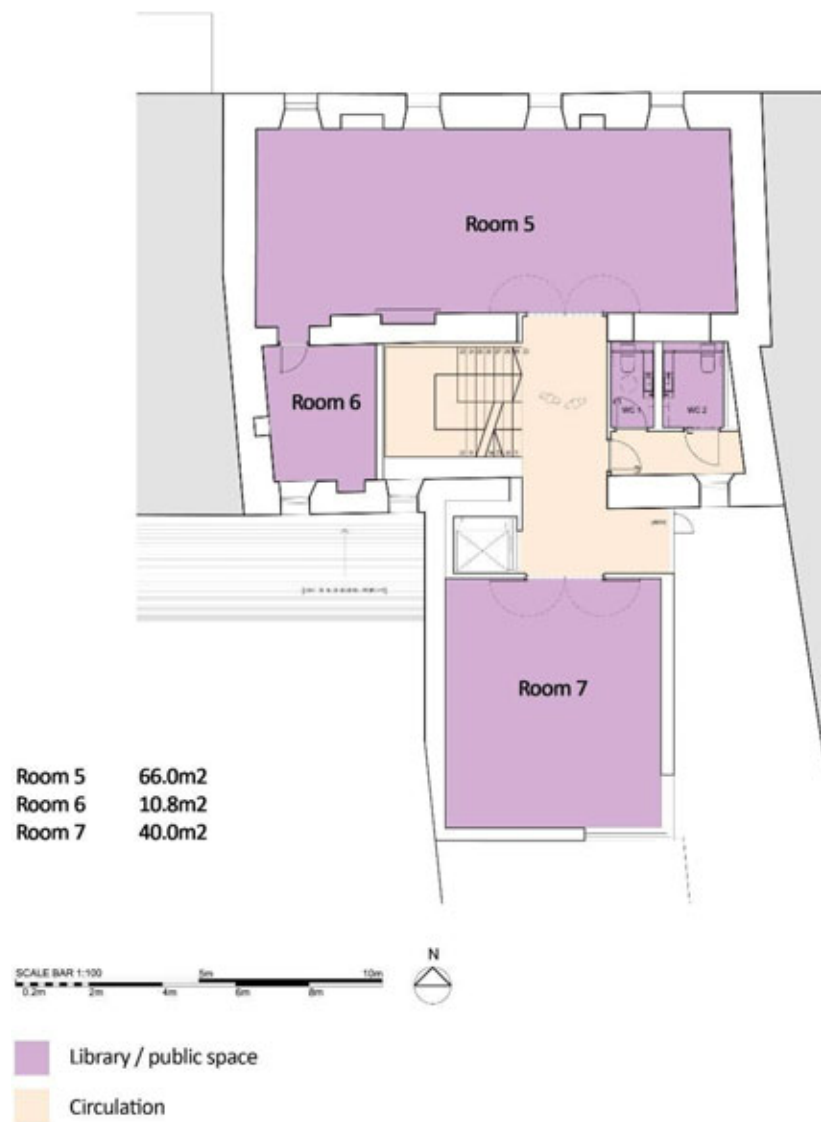 Room 5
Room 6
WC 1
WC 2
Room 7
Room 5 66.0m2
Room 6 10.8m2
Room 7 40.0m2
SCALE BAR 1:100
5m 10m
0.2m 2m 4m 6m 8m
N
Library / public space
Circulation